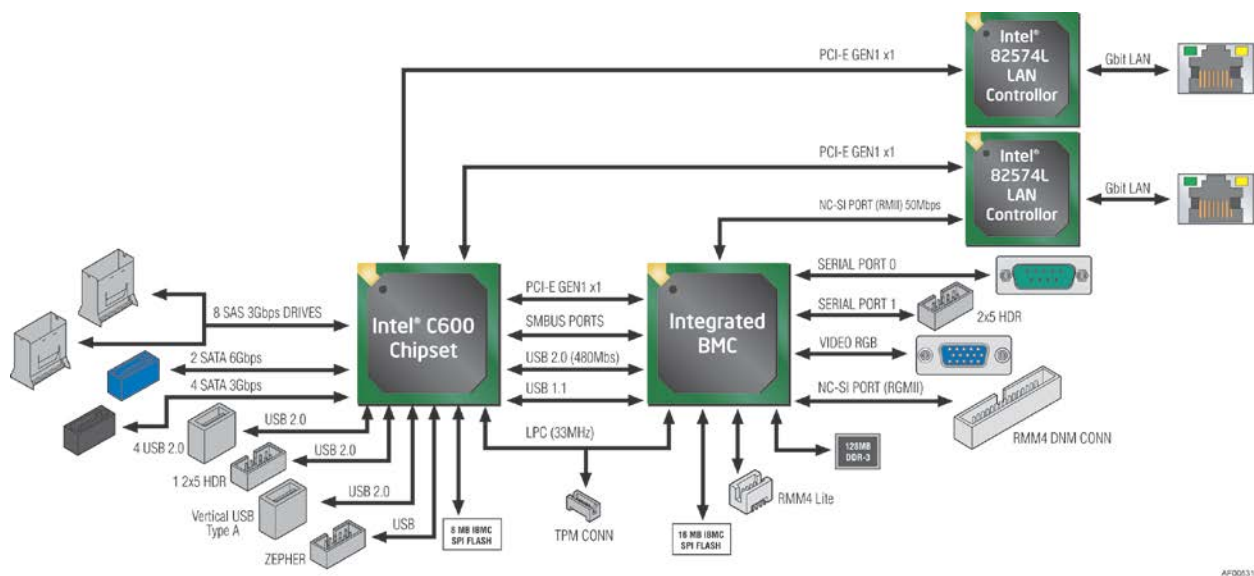 PCI-E GEN1 x1
Intel®
82574L
LAN
Controllor
Gbit LAN
PCI-E GEN1 x1
Intel®
82574L
LAN
Controllor
Gbit LAN
NC-SI PORT (RMII) 50Mbps
8 SAS 3Gbps DRIVES
2 SATA 6Gbps
4 SATA 3Gbps
Intel® C600
Chipset
PCI-E GEN1 x1
SMBUS PORTS
USB 2.0 (480Mbs)
USB 1.1
LPC (33MHz)
Integrated
BMC
SERIAL PORT 0
SERIAL PORT 1
2x5 HDR
VIDEO RGB
NC-SI PORT (RGMII)
RMM4 DNM CONN
USB 2.0
4 USB 2.0
USB 2.0
1 2x5 HDR
USB 2.0
Vertical USB
Type A
USB
ZEPHER
8 MB IBMC
SPI FLASH
TPM CONN
16 MB IBMC
SPI FLASH
RMM4 Lite
128MB
DDR-3
AF00531